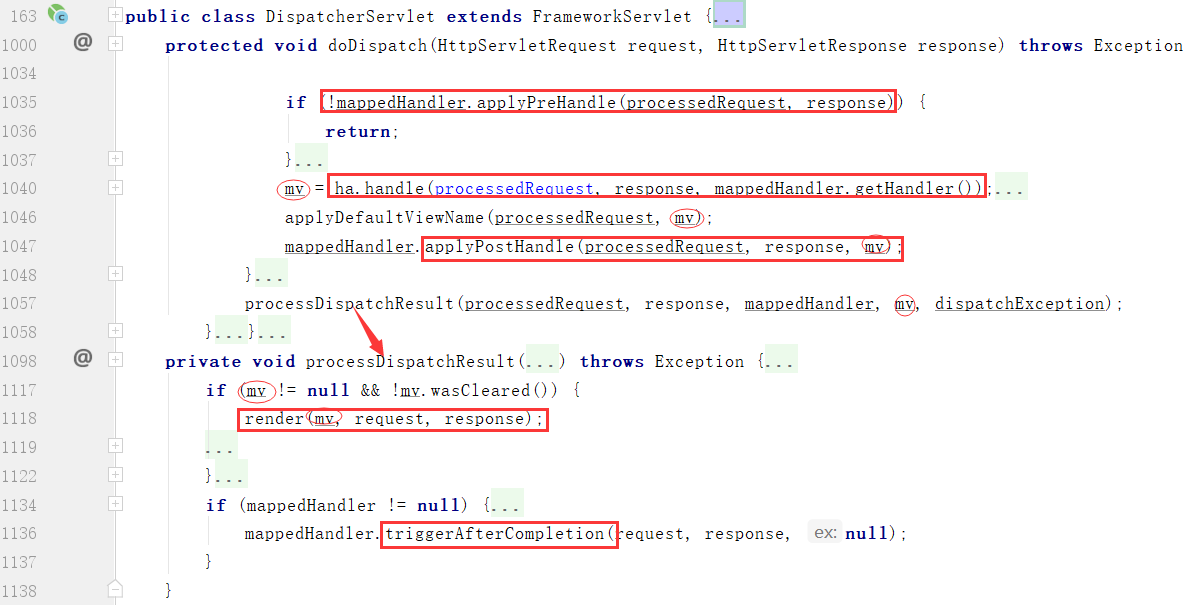 163 public class DispatcherServlet extends FrameworkServlet {...
1000 @ protected void doDispatch(HttpServletRequest request, HttpServletResponse response) throws Exception
1034
1035 if (!mappedHandler.applyPreHandle(processedRequest, response)) {
1036 return;
1037 }...
1040 mv = ha.handle(processedRequest, response, mappedHandler.getHandler());...
1046 applyDefaultViewName(processedRequest, mv);
1047 mappedHandler.applyPostHandle(processedRequest, response, mv);
1048 }...
1057 processDispatchResult(processedRequest, response, mappedHandler, mv, dispatchException);
1058 }...}...
1098 @ private void processDispatchResult(...) throws Exception {...
1117 if (mv != null && !mv.wasCleared()) {
1118 render(mv, request, response);
1119 ...
1122 }...
1134 if (mappedHandler != null) {...
1136 mappedHandler.triggerAfterCompletion(request, response, ex: null);
1137 }
1138 }